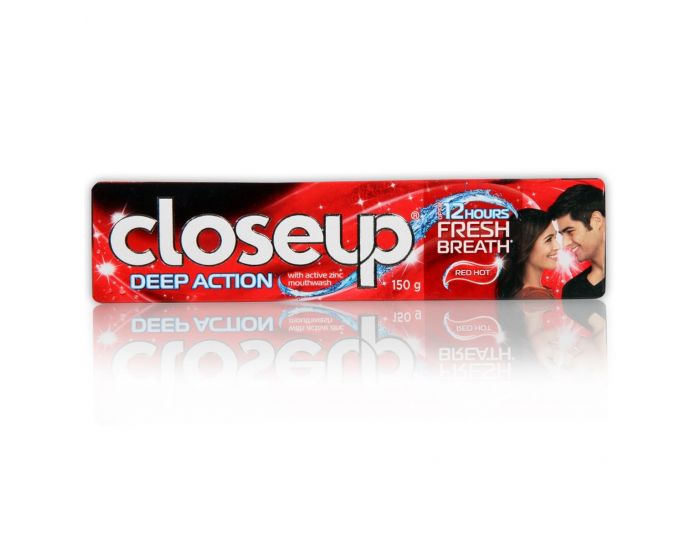 closeup®
DEEP ACTION
with active zinc
mouthwash
150 g
12 HOURS
FRESH
BREATH*
RED HOT